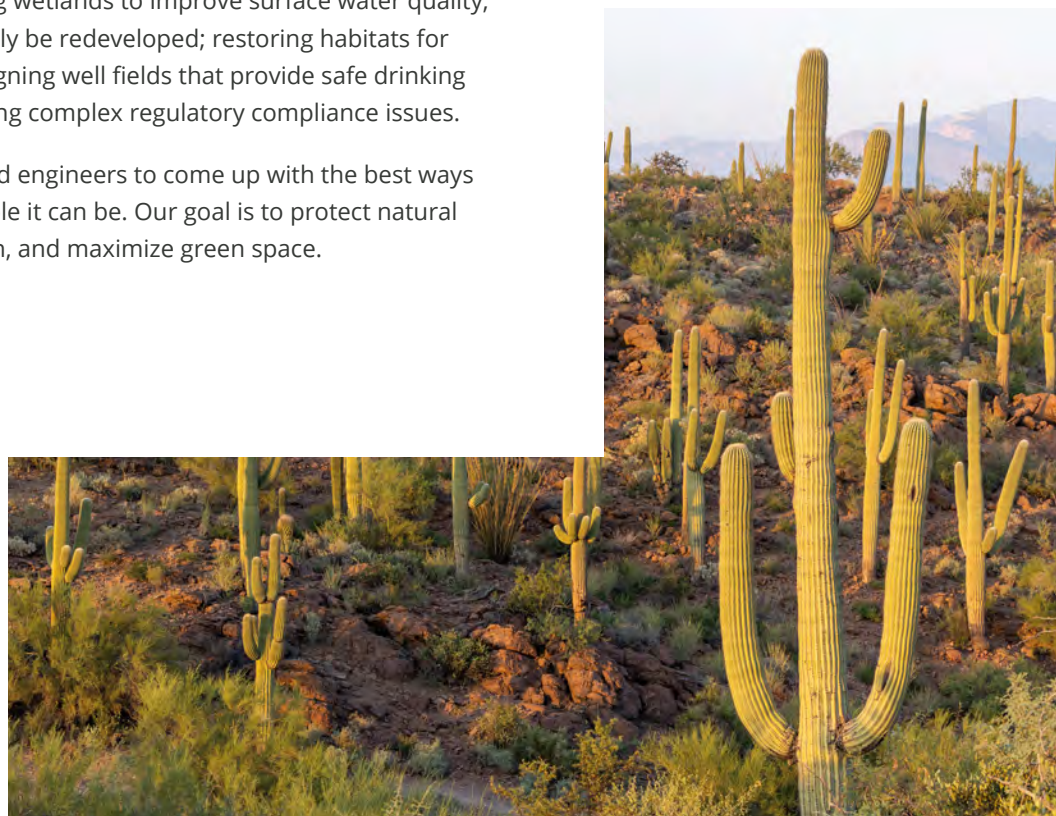 g wetlands to improve surface water quality,
ly be redeveloped; restoring habitats for
gning well fields that provide safe drinking
ng complex regulatory compliance issues.
d engineers to come up with the best ways
le it can be. Our goal is to protect natural
n, and maximize green space.